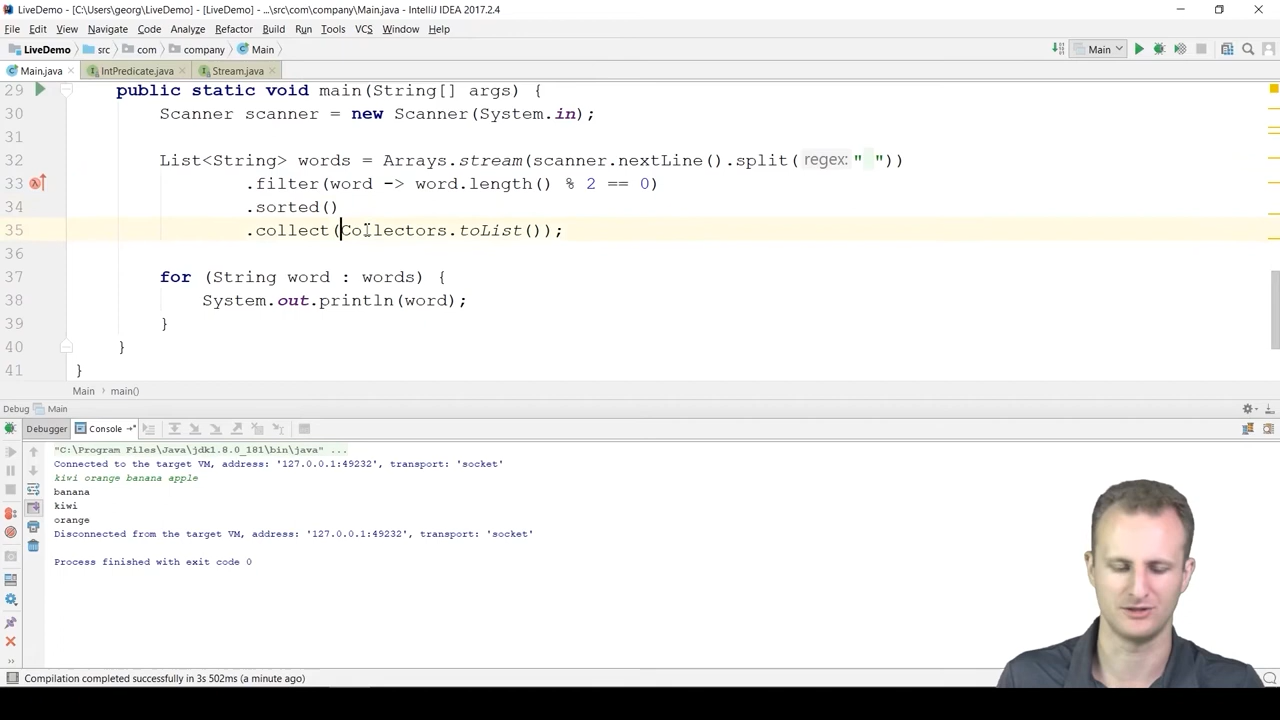 LiveDemo - [C:\Users\georg\LiveDemo] - [LiveDemo] - ...\src\com\company\Main.java - IntelliJ IDEA 2017.2.4
File Edit View Navigate Code Analyze Refactor Build Run Tools VCS Window Help
LiveDemo src com company Main Main
Main.java IntPredicate.java Stream.java
29 public static void main(String[] args) {
30 Scanner scanner = new Scanner(System.in);
31
32 List<String> words = Arrays.stream(scanner.nextLine().split( regex: " "))
33 .filter(word -> word.length() % 2 == 0)
34 .sorted()
35 .collect(Collectors.toList());
36
37 for (String word : words) {
38 System.out.println(word);
39 }
40 }
41 }
Main main()
Debug Main
Debugger Console
"C:\Program Files\Java\jdk1.8.0_181\bin\java" ...
Connected to the target VM, address: '127.0.0.1:49232', transport: 'socket'
kiwi orange banana apple
banana
kiwi
orange
Disconnected from the target VM, address: '127.0.0.1:49232', transport: 'socket'
Process finished with exit code 0
Compilation completed successfully in 3s 502ms (a minute ago)